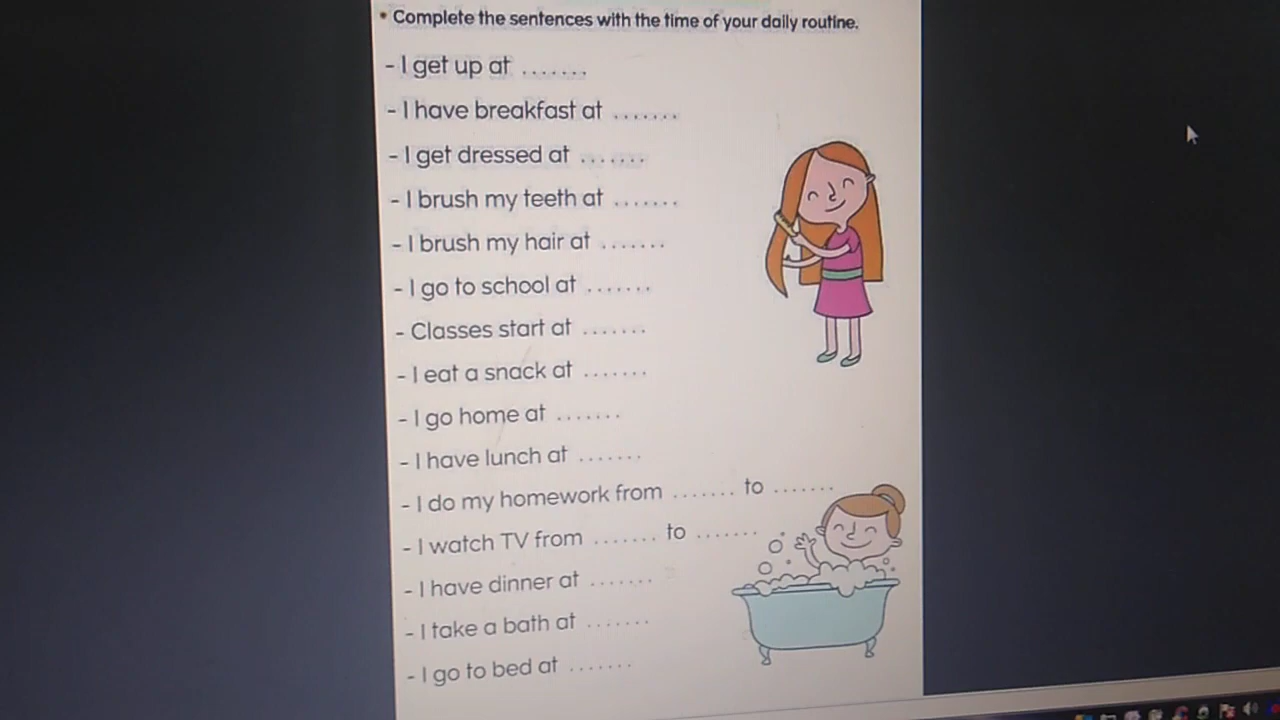 • Complete the sentences with the time of your daily routine.
- I get up at .......
- I have breakfast at .......
- I get dressed at .......
- I brush my teeth at .......
- I brush my hair at .......
- I go to school at .......
- Classes start at .......
- I eat a snack at .......
- I go home at .......
- I have lunch at .......
- I do my homework from ....... to .......
- I watch TV from ....... to .......
- I have dinner at .......
- I take a bath at .......
- I go to bed at .......